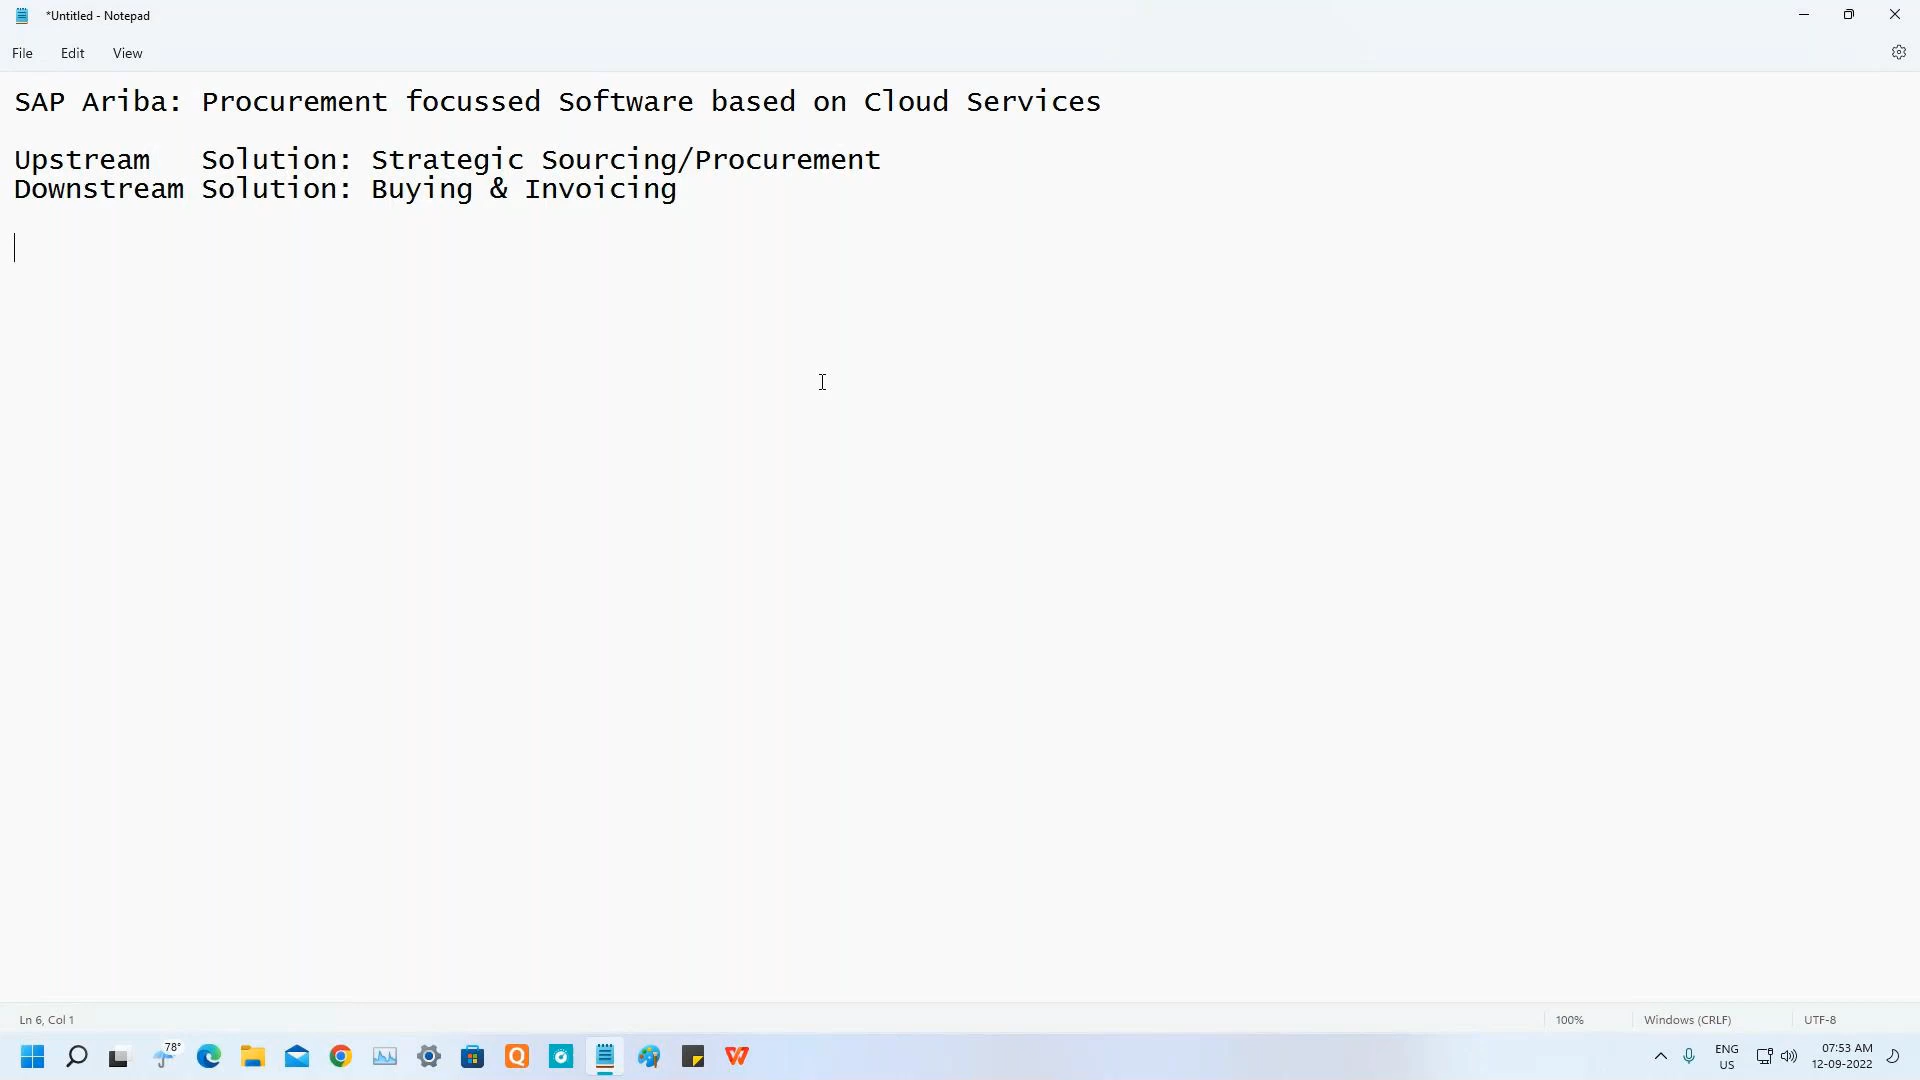 *Untitled - Notepad
File Edit View
SAP Ariba: Procurement focussed Software based on Cloud Services
Upstream   Solution: Strategic Sourcing/Procurement
Downstream Solution: Buying & Invoicing
Ln 6, Col 1 100% Windows (CRLF) UTF-8
78°
ENG
US
07:53 AM
12-09-2022